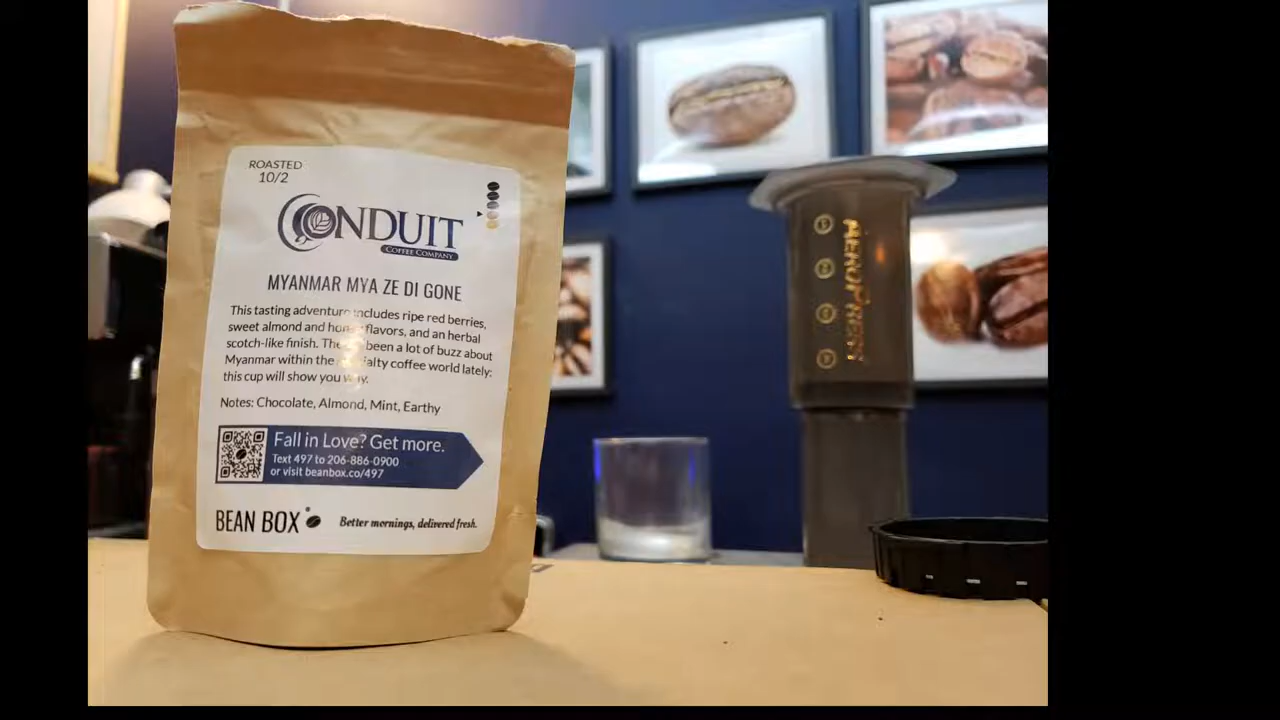 ROASTED
10/2
CONDUIT
COFFEE COMPANY
MYANMAR MYA ZE DI GONE
This tasting adventure includes ripe red berries,
sweet almond and honey flavors, and an herbal
scotch-like finish. There's been a lot of buzz about
Myanmar within the specialty coffee world lately;
this cup will show you why.
Notes: Chocolate, Almond, Mint, Earthy
Fall in Love? Get more.
Text 497 to 206-886-0900
or visit beanbox.co/497
BEAN BOX
Better mornings, delivered fresh.
1
2
3
4
AEROPRESS